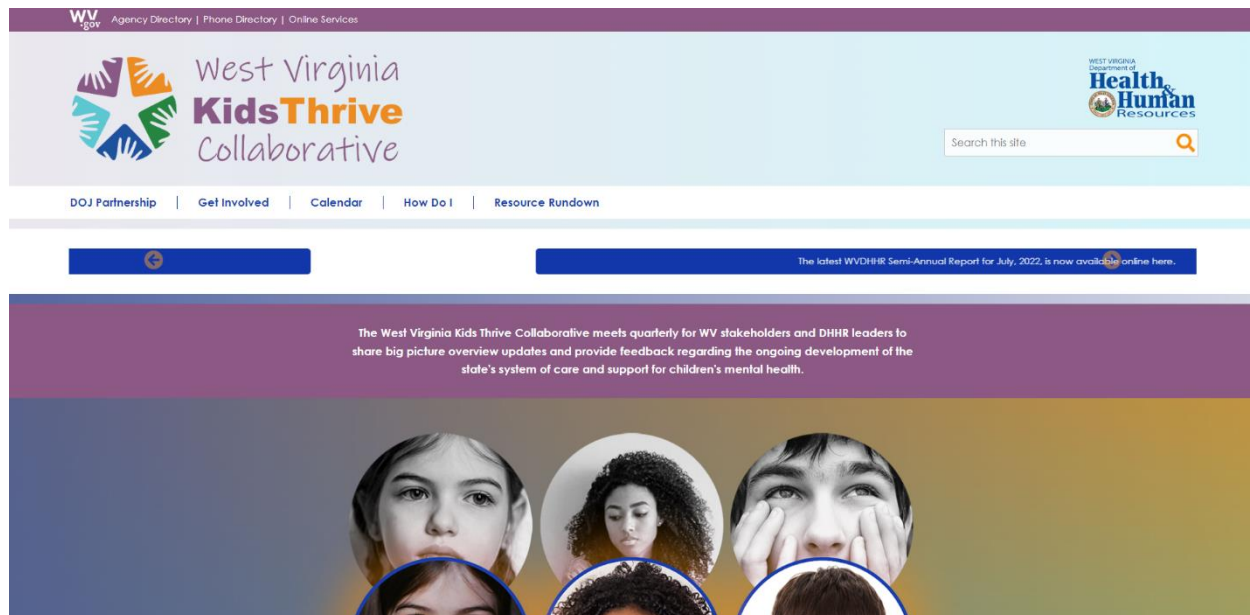 WV
.gov
Agency Directory | Phone Directory | Online Services
West Virginia
KidsThrive
Collaborative
WEST VIRGINIA
Department of
Health&
Human
Resources
Search this site
DOJ Partnership | Get Involved | Calendar | How Do I | Resource Rundown
The latest WVDHHR Semi-Annual Report for July, 2022, is now available online here.
The West Virginia Kids Thrive Collaborative meets quarterly for WV stakeholders and DHHR leaders to
share big picture overview updates and provide feedback regarding the ongoing development of the
state's system of care and support for children's mental health.